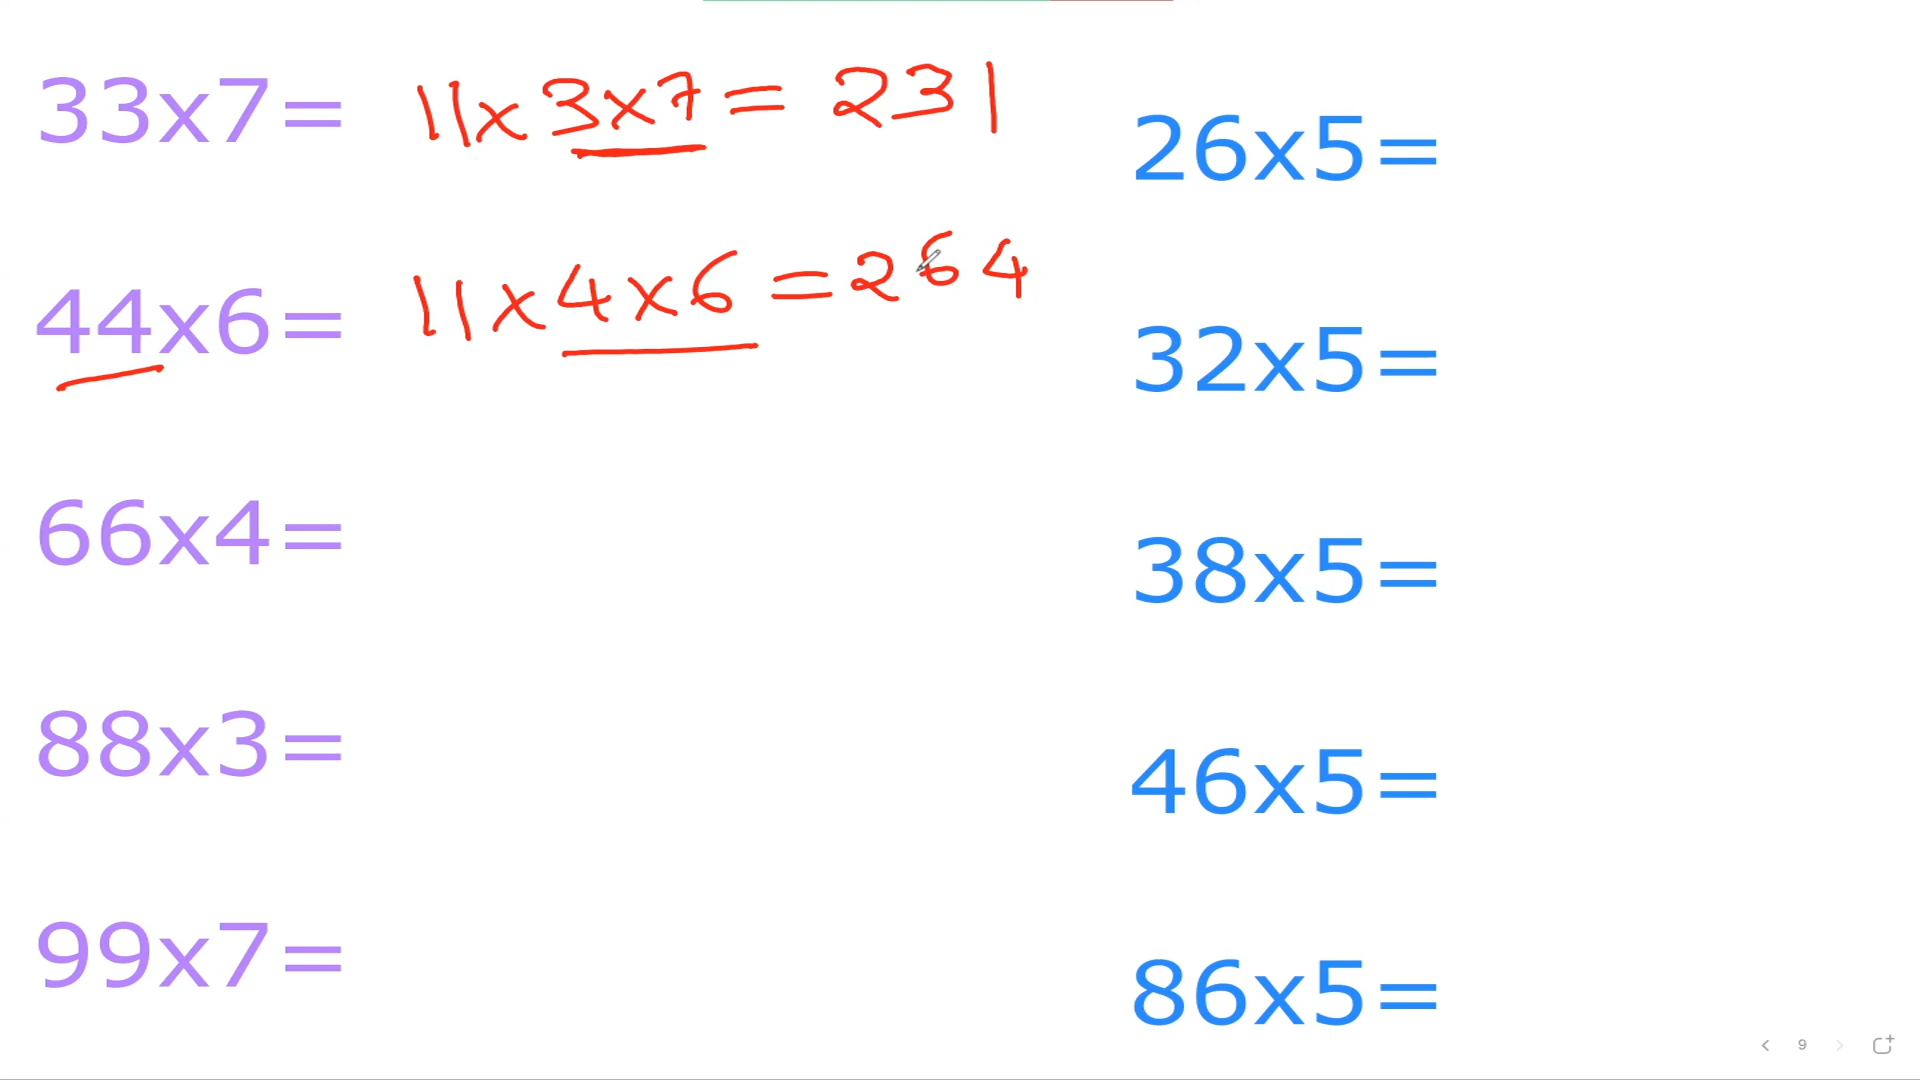 33x7= 11x3x7= 231
44x6= 11x4x6=264
66x4=
88x3=
99x7=
26x5=
32x5=
38x5=
46x5=
86x5=
9